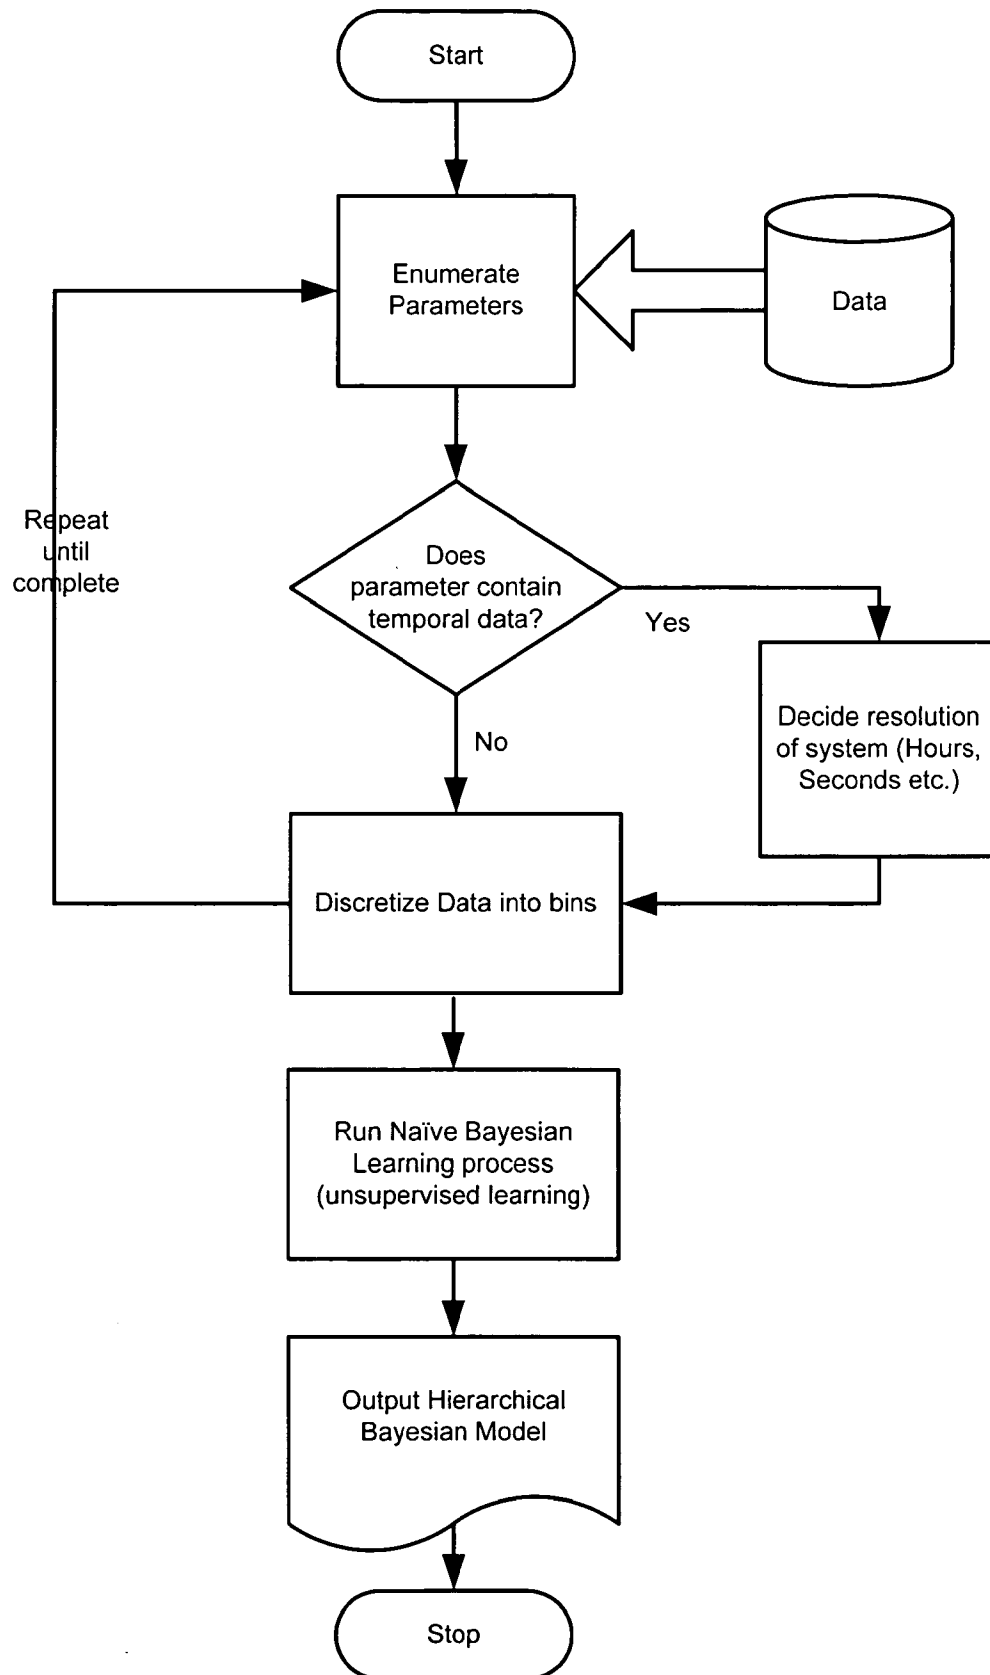 Start
Enumerate
Parameters
Data
Repeat
until
complete
Does
parameter contain
temporal data?
Yes
Decide resolution
of system (Hours,
Seconds etc.)
No
Discretize Data into bins
Run Naïve Bayesian
Learning process
(unsupervised learning)
Output Hierarchical
Bayesian Model
Stop